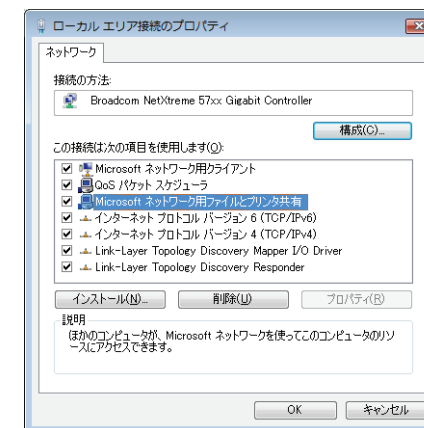 ローカル エリア接続のプロパティ
ネットワーク
接続の方法:
Broadcom NetXtreme 57xx Gigabit Controller
構成(C)...
この接続は次の項目を使用します(O):
Microsoft ネットワーク用クライアント
QoS パケット スケジューラ
Microsoft ネットワーク用ファイルとプリンタ共有
インターネット プロトコル バージョン 6 (TCP/IPv6)
インターネット プロトコル バージョン 4 (TCP/IPv4)
Link-Layer Topology Discovery Mapper I/O Driver
Link-Layer Topology Discovery Responder
インストール(N)... 削除(U) プロパティ(R)
説明
ほかのコンピュータが、Microsoft ネットワークを使ってこのコンピュータのリソ
ースにアクセスできます。
OK キャンセル